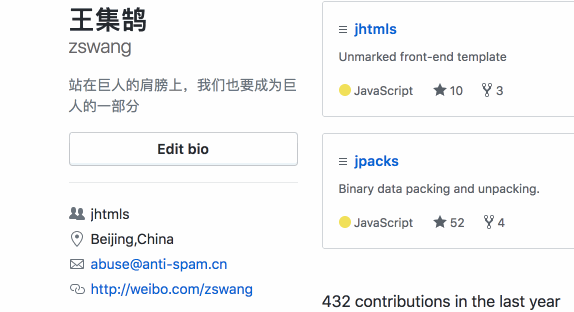 王集鹄
zswang
站在巨人的肩膀上，我们也要成为巨
人的一部分
Edit bio
jhtmls
Beijing,China
abuse@anti-spam.cn
http://weibo.com/zswang
jhtmls
Unmarked front-end template
JavaScript 10 3
jpacks
Binary data packing and unpacking.
JavaScript 52 4
432 contributions in the last year